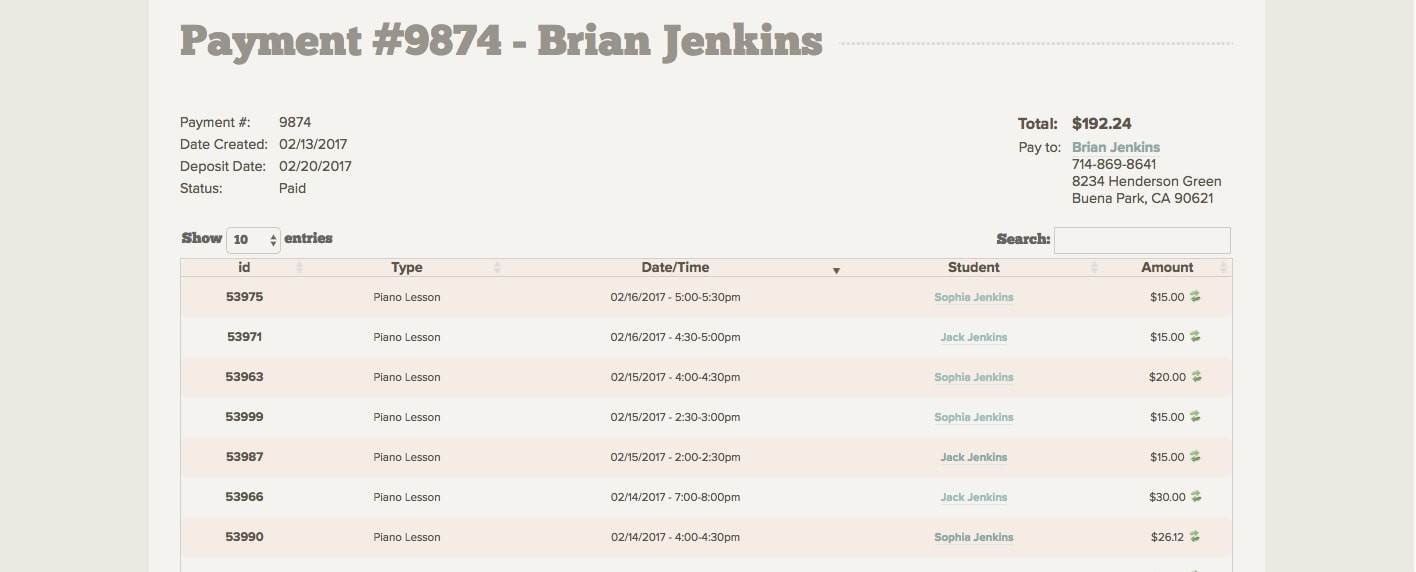 Payment #9874 - Brian Jenkins
Payment #: 9874
Date Created: 02/13/2017
Deposit Date: 02/20/2017
Status: Paid
Total: $192.24
Pay to: Brian Jenkins
714-869-8641
8234 Henderson Green
Buena Park, CA 90621
Show 10 entries
Search:
id Type Date/Time Student Amount
53975 Piano Lesson 02/16/2017 - 5:00-5:30pm Sophia Jenkins $15.00
53971 Piano Lesson 02/16/2017 - 4:30-5:00pm Jack Jenkins $15.00
53963 Piano Lesson 02/15/2017 - 4:00-4:30pm Sophia Jenkins $20.00
53999 Piano Lesson 02/15/2017 - 2:30-3:00pm Sophia Jenkins $15.00
53987 Piano Lesson 02/15/2017 - 2:00-2:30pm Jack Jenkins $15.00
53966 Piano Lesson 02/14/2017 - 7:00-8:00pm Jack Jenkins $30.00
53990 Piano Lesson 02/14/2017 - 4:00-4:30pm Sophia Jenkins $26.12